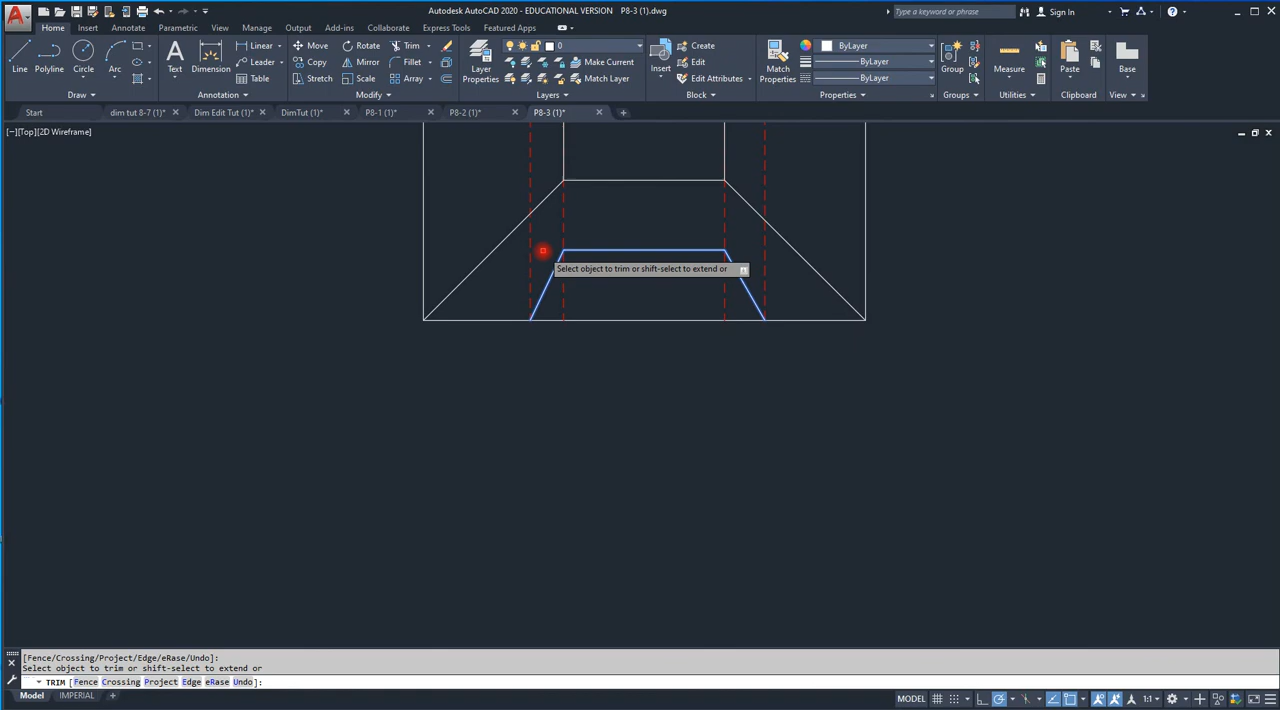 Autodesk AutoCAD 2020 - EDUCATIONAL VERSION P8-3 (1).dwg
Type a keyword or phrase
Sign In
Home Insert Annotate Parametric View Manage Output Add-ins Collaborate Express Tools Featured Apps
Line Polyline Circle Arc
Draw
Text Dimension
Linear
Leader
Table
Annotation
Move Rotate Trim
Copy Mirror Fillet
Stretch Scale Array
Modify
Layer Properties
0
Make Current
Match Layer
Layers
Insert
Create
Edit
Edit Attributes
Block
Match Properties
ByLayer
ByLayer
ByLayer
Properties
Group
Groups
Measure
Utilities
Paste
Clipboard
Base
View
Start dim tut 8-7 (1)* Dim Edit Tut (1)* DimTut (1)* P8-1 (1)* P8-2 (1)* P8-3 (1)*
[−][Top][2D Wireframe]
Select object to trim or shift-select to extend or
[Fence/Crossing/Project/Edge/eRase/Undo]:
Select object to trim or shift-select to extend or
TRIM [Fence Crossing Project Edge eRase Undo]:
Model IMPERIAL
MODEL 1:1